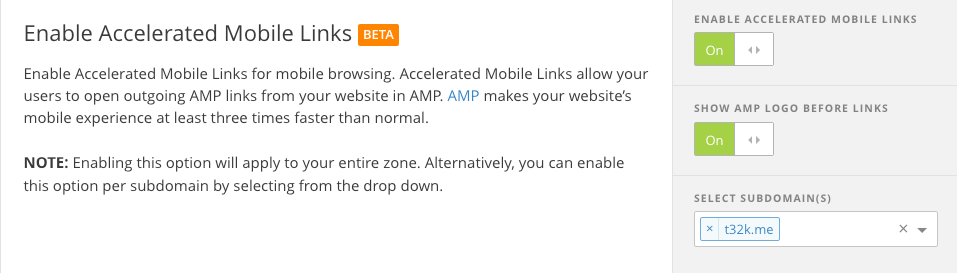 Enable Accelerated Mobile Links BETA
Enable Accelerated Mobile Links for mobile browsing. Accelerated Mobile Links allow your
users to open outgoing AMP links from your website in AMP. AMP makes your website’s
mobile experience at least three times faster than normal.
NOTE: Enabling this option will apply to your entire zone. Alternatively, you can enable
this option per subdomain by selecting from the drop down.
ENABLE ACCELERATED MOBILE LINKS
On
SHOW AMP LOGO BEFORE LINKS
On
SELECT SUBDOMAIN(S)
× t32k.me ×